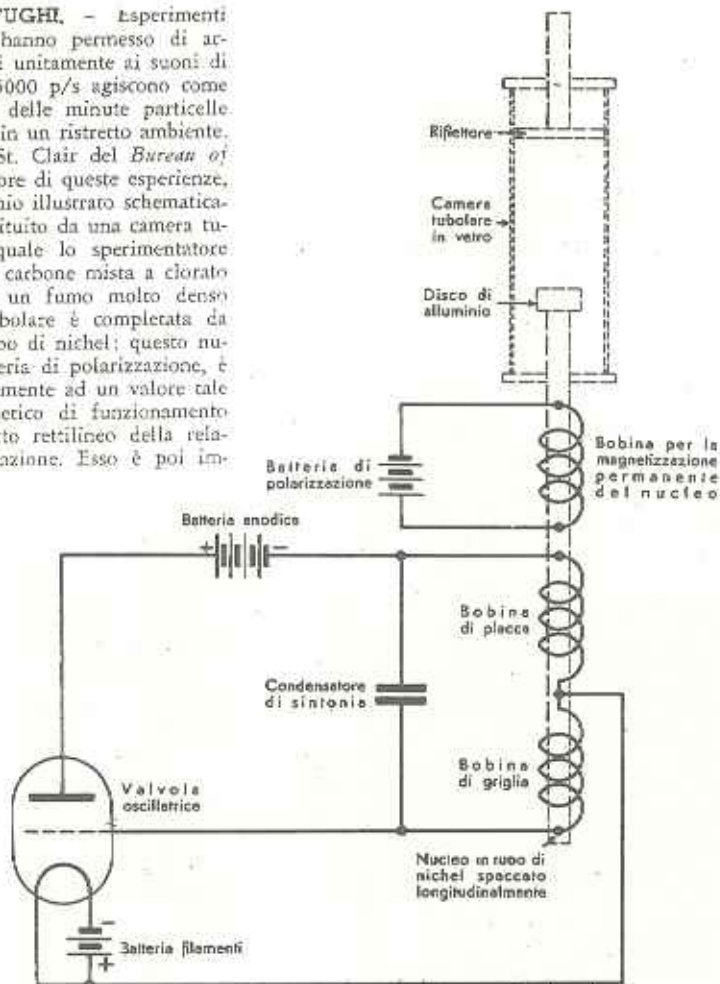 FUGHI. – Esperimenti
hanno permesso di ar-
i unitamente ai suoni di
5000 p/s agiscono come
delle minute particelle
in un ristretto ambiente.
St. Clair del Bureau of
ore di queste esperienze,
nio illustrato schematica-
tituito da una camera tu-
quale lo sperimentatore
carbone mista a clorato
un fumo molto denso
bolare è completata da
bo di nichel; questo nu-
eria di polarizzazione, è
mente ad un valore tale
etico di funzionamento
to rettilineo della rela-
azione. Esso è poi im-
Riflettore
Camera
tubolare
in vetro
Disco di
alluminio
Batteria di
polarizzazione
Bobina per la
magnetizzazione
permanente
del nucleo
Batteria anodica
+ -
Bobina
di placca
Condensatore
di sintonia
Bobina
di griglia
Valvola
oscillatrice
Nucleo in tubo di
nichel spaccato
longitudinalmente
-
Batteria filamenti
+